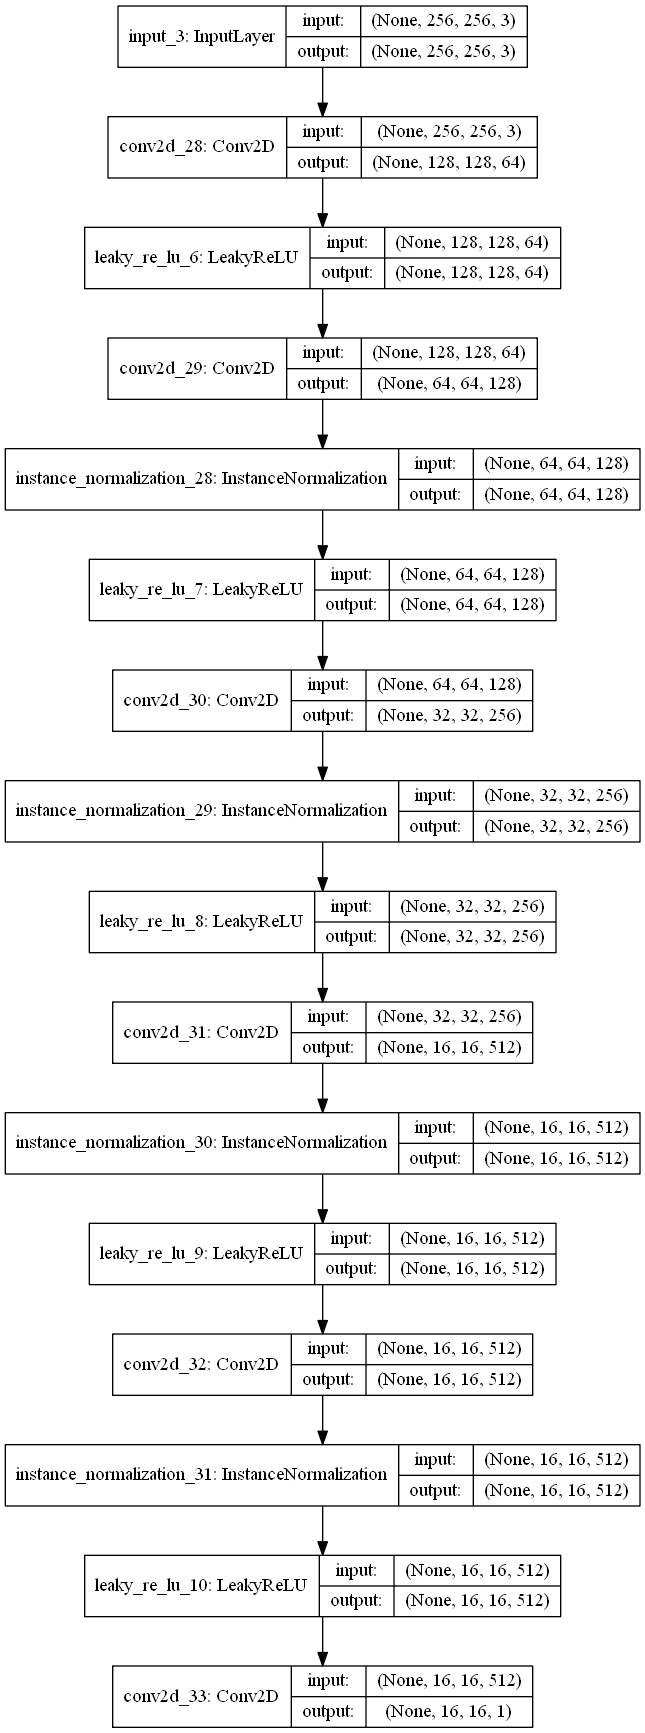 input_3: InputLayer
input:
(None, 256, 256, 3)
output:
(None, 256, 256, 3)
conv2d_28: Conv2D
input:
(None, 256, 256, 3)
output:
(None, 128, 128, 64)
leaky_re_lu_6: LeakyReLU
input:
(None, 128, 128, 64)
output:
(None, 128, 128, 64)
conv2d_29: Conv2D
input:
(None, 128, 128, 64)
output:
(None, 64, 64, 128)
instance_normalization_28: InstanceNormalization
input:
(None, 64, 64, 128)
output:
(None, 64, 64, 128)
leaky_re_lu_7: LeakyReLU
input:
(None, 64, 64, 128)
output:
(None, 64, 64, 128)
conv2d_30: Conv2D
input:
(None, 64, 64, 128)
output:
(None, 32, 32, 256)
instance_normalization_29: InstanceNormalization
input:
(None, 32, 32, 256)
output:
(None, 32, 32, 256)
leaky_re_lu_8: LeakyReLU
input:
(None, 32, 32, 256)
output:
(None, 32, 32, 256)
conv2d_31: Conv2D
input:
(None, 32, 32, 256)
output:
(None, 16, 16, 512)
instance_normalization_30: InstanceNormalization
input:
(None, 16, 16, 512)
output:
(None, 16, 16, 512)
leaky_re_lu_9: LeakyReLU
input:
(None, 16, 16, 512)
output:
(None, 16, 16, 512)
conv2d_32: Conv2D
input:
(None, 16, 16, 512)
output:
(None, 16, 16, 512)
instance_normalization_31: InstanceNormalization
input:
(None, 16, 16, 512)
output:
(None, 16, 16, 512)
leaky_re_lu_10: LeakyReLU
input:
(None, 16, 16, 512)
output:
(None, 16, 16, 512)
conv2d_33: Conv2D
input:
(None, 16, 16, 512)
output:
(None, 16, 16, 1)